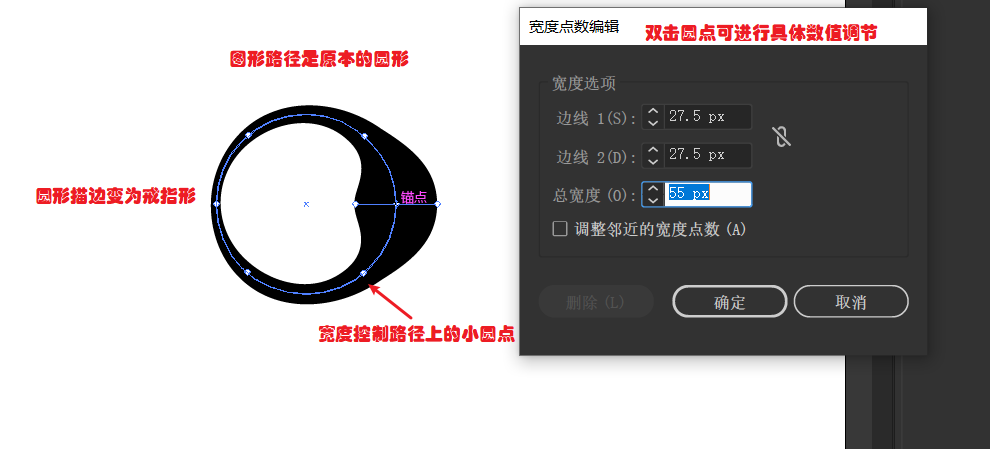 宽度点数编辑
双击圆点可进行具体数值调节
圆形路径是原本的圆形
宽度选项
边线 1(S):
27.5 px
边线 2(D):
27.5 px
总宽度(O):
55 px
圆形描边变为戒指形
锚点
调整邻近的宽度点数(A)
删除(L)
确定
取消
宽度控制路径上的小圆点